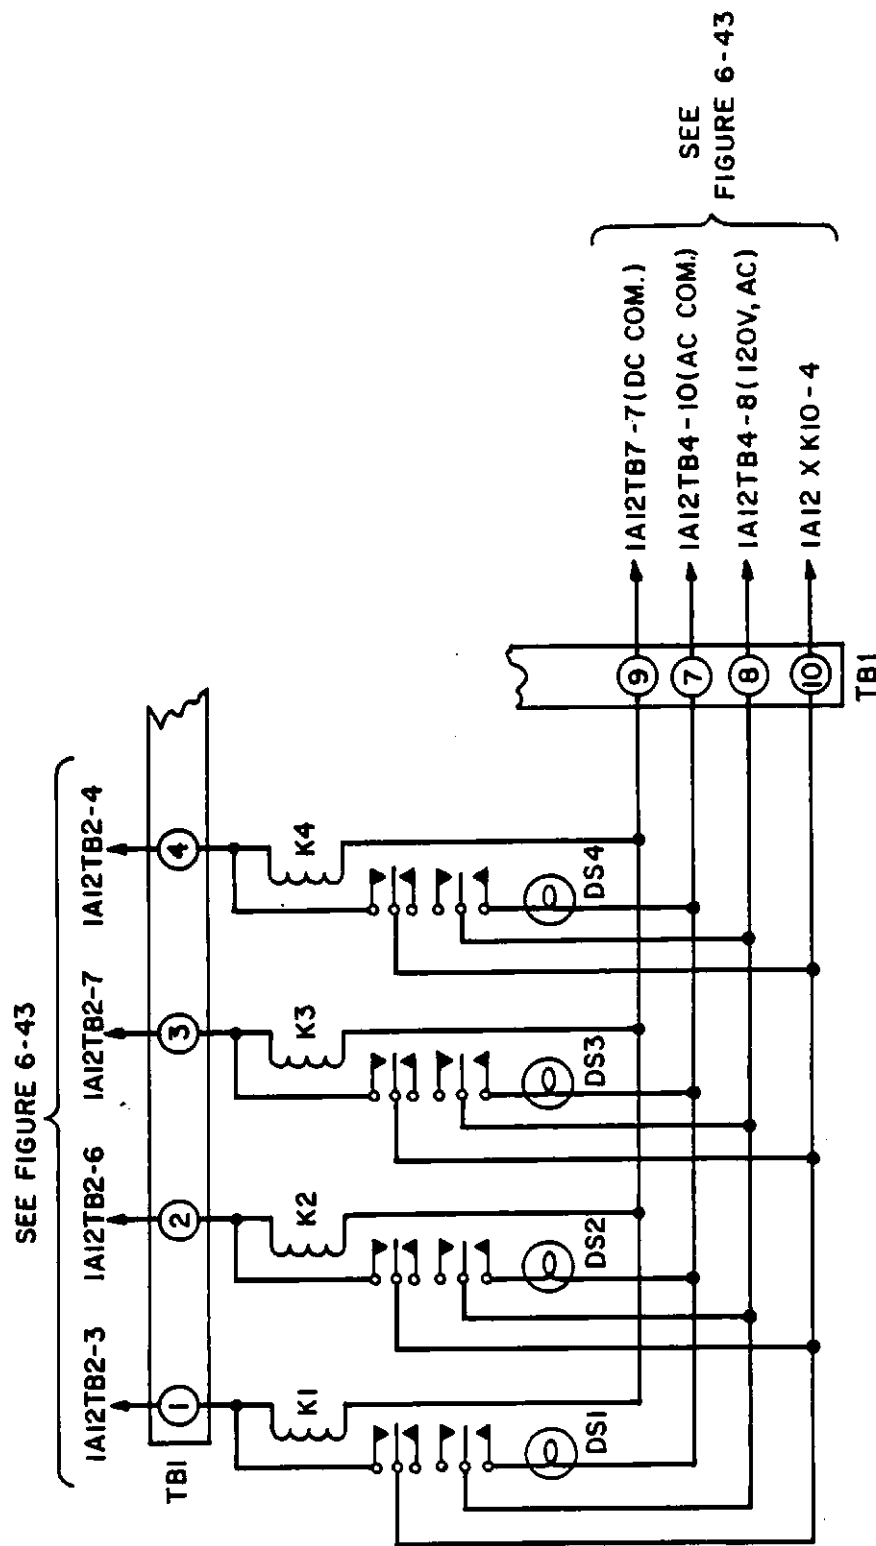 SEE FIGURE 6-43
1A12TB2-3
1A12TB2-6
1A12TB2-7
1A12TB2-4
TB1
1
2
3
4
K1
K2
K3
K4
DS1
DS2
DS3
DS4
9
7
8
10
TB1
1A12TB7-7(DC COM.)
1A12TB4-10(AC COM.)
1A12TB4-8(120V, AC)
1A12 X K10-4
SEE
FIGURE 6-43